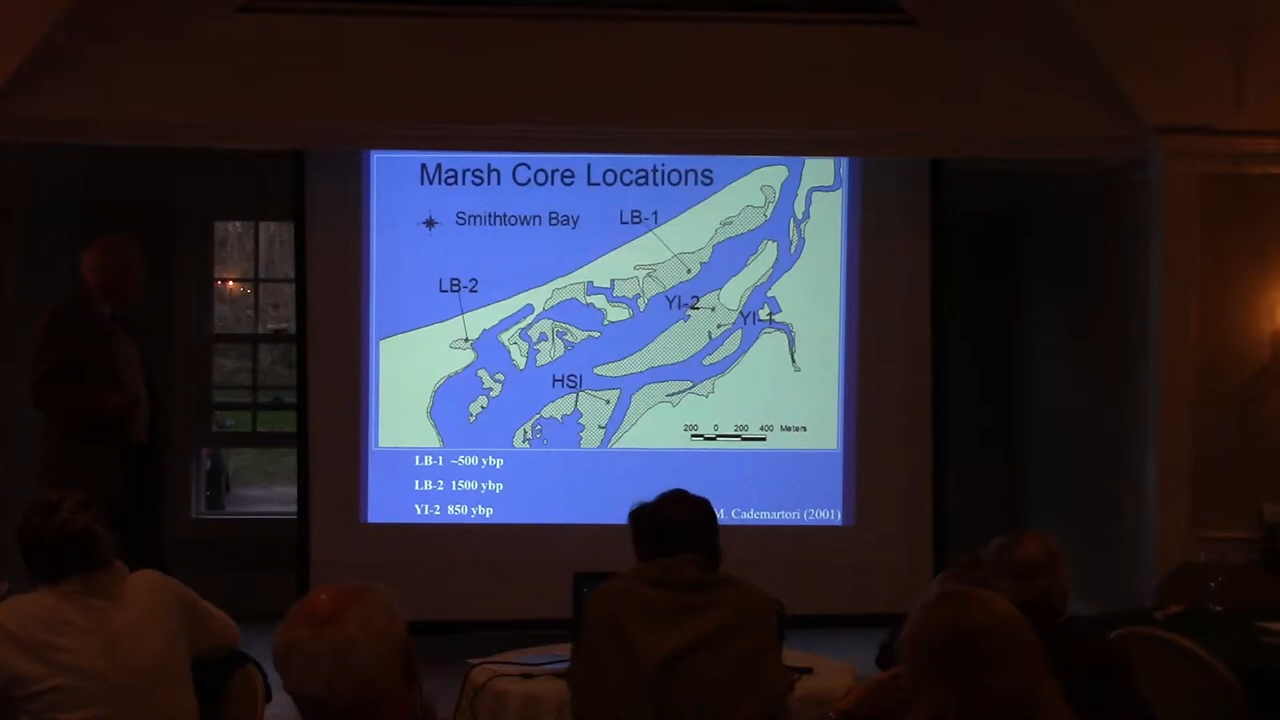 Marsh Core Locations
Smithtown Bay
LB-1
LB-2
YI-2
YI-1
HSI
200 0 200 400 Meters
LB-1 ~500 ybp
LB-2 1500 ybp
YI-2 850 ybp
M. Cademartori (2001)